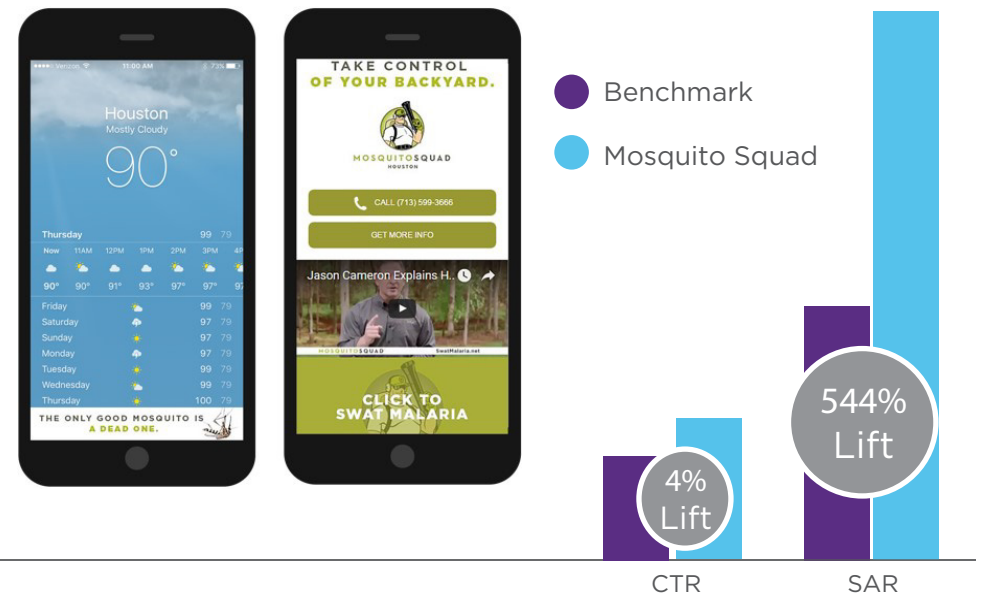 Verizon
11:00 AM
73%
Houston
Mostly Cloudy
90°
Thursday 99 79
Now 11AM 12PM 1PM 2PM 3PM 4P
90° 90° 91° 93° 97° 97° 97
Friday 99 79
Saturday 97 79
Sunday 97 79
Monday 97 79
Tuesday 99 79
Wednesday 99 79
Thursday 100 79
THE ONLY GOOD MOSQUITO IS
A DEAD ONE.
TAKE CONTROL
OF YOUR BACKYARD.
MOSQUITOSQUAD
HOUSTON
CALL (713) 599-3666
GET MORE INFO
Jason Cameron Explains H..
MOSQUITOSQUAD SwatMalaria.net
CLICK TO
SWAT MALARIA
Benchmark
Mosquito Squad
4%
Lift
544%
Lift
CTR SAR